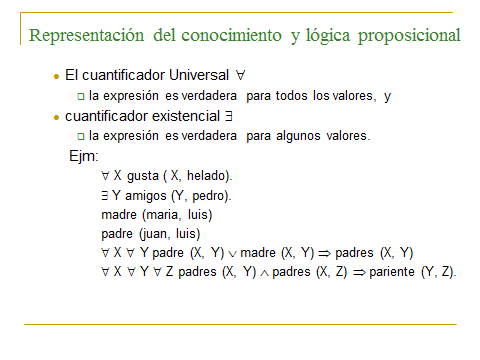 Representación del conocimiento y lógica proposicional
El cuantificador Universal ∀
la expresión es verdadera para todos los valores, y
cuantificador existencial ∃
la expresión es verdadera para algunos valores.
Ejm:
∀ X gusta ( X, helado).
∃ Y amigos (Y, pedro).
madre (maria, luis)
padre (juan, luis)
∀ X ∀ Y padre (X, Y) ∨ madre (X, Y) ⇒ padres (X, Y)
∀ X ∀ Y ∀ Z padres (X, Y) ∧ padres (X, Z) ⇒ pariente (Y, Z).